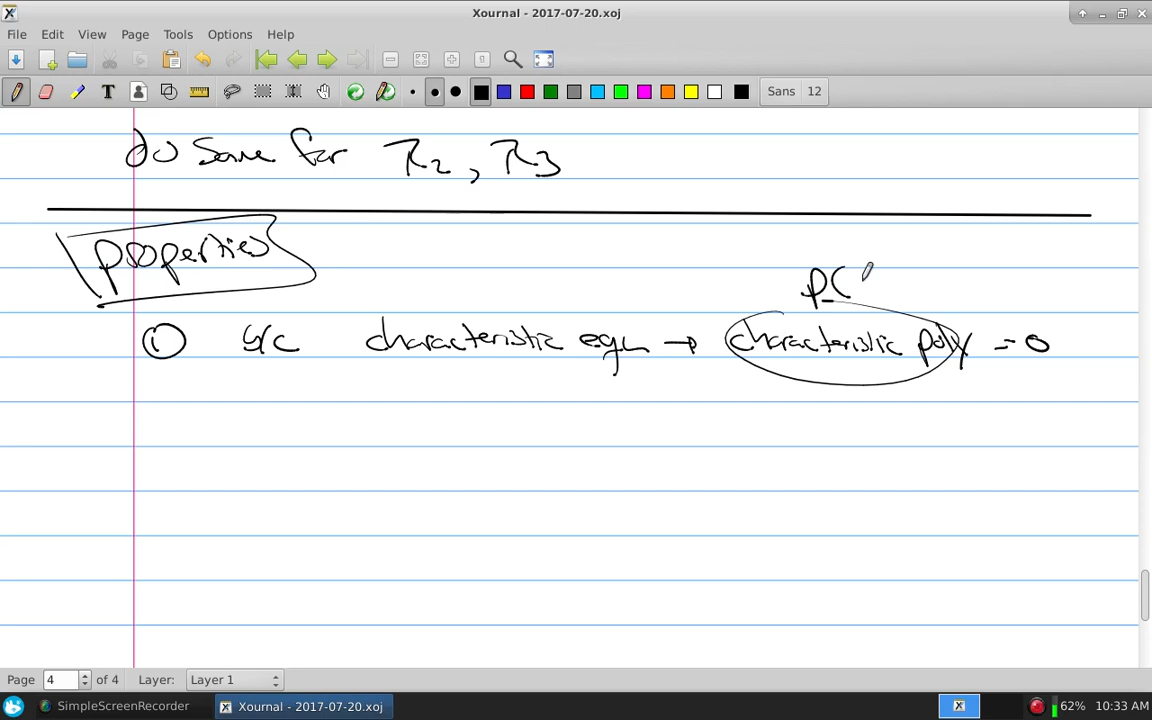 Xournal - 2017-07-20.xoj
File Edit View Page Tools Options Help
Sans 12
do same for λ2, λ3
properties
P(
① b/c characteristic eqn → characteristic poly = 0
Page 4 of 4 Layer: Layer 1
SimpleScreenRecorder Xournal - 2017-07-20.xoj 62% 10:33 AM